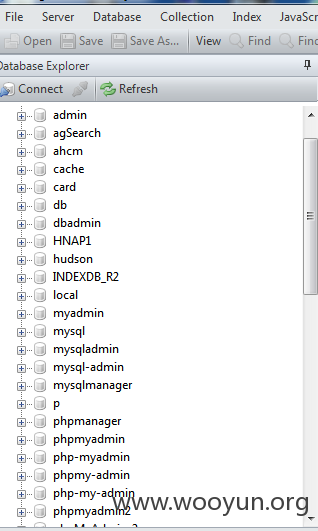 File Server Database Collection Index JavaScr
Open Save Save As... View Find Find
Database Explorer
Connect Refresh
admin
agSearch
ahcm
cache
card
db
dbadmin
HNAP1
hudson
INDEXDB_R2
local
myadmin
mysql
mysqladmin
mysql-admin
mysqlmanager
p
phpmanager
phpmyadmin
php-myadmin
phpmy-admin
php-my-admin
phpmyadmin2
www.wooyun.org